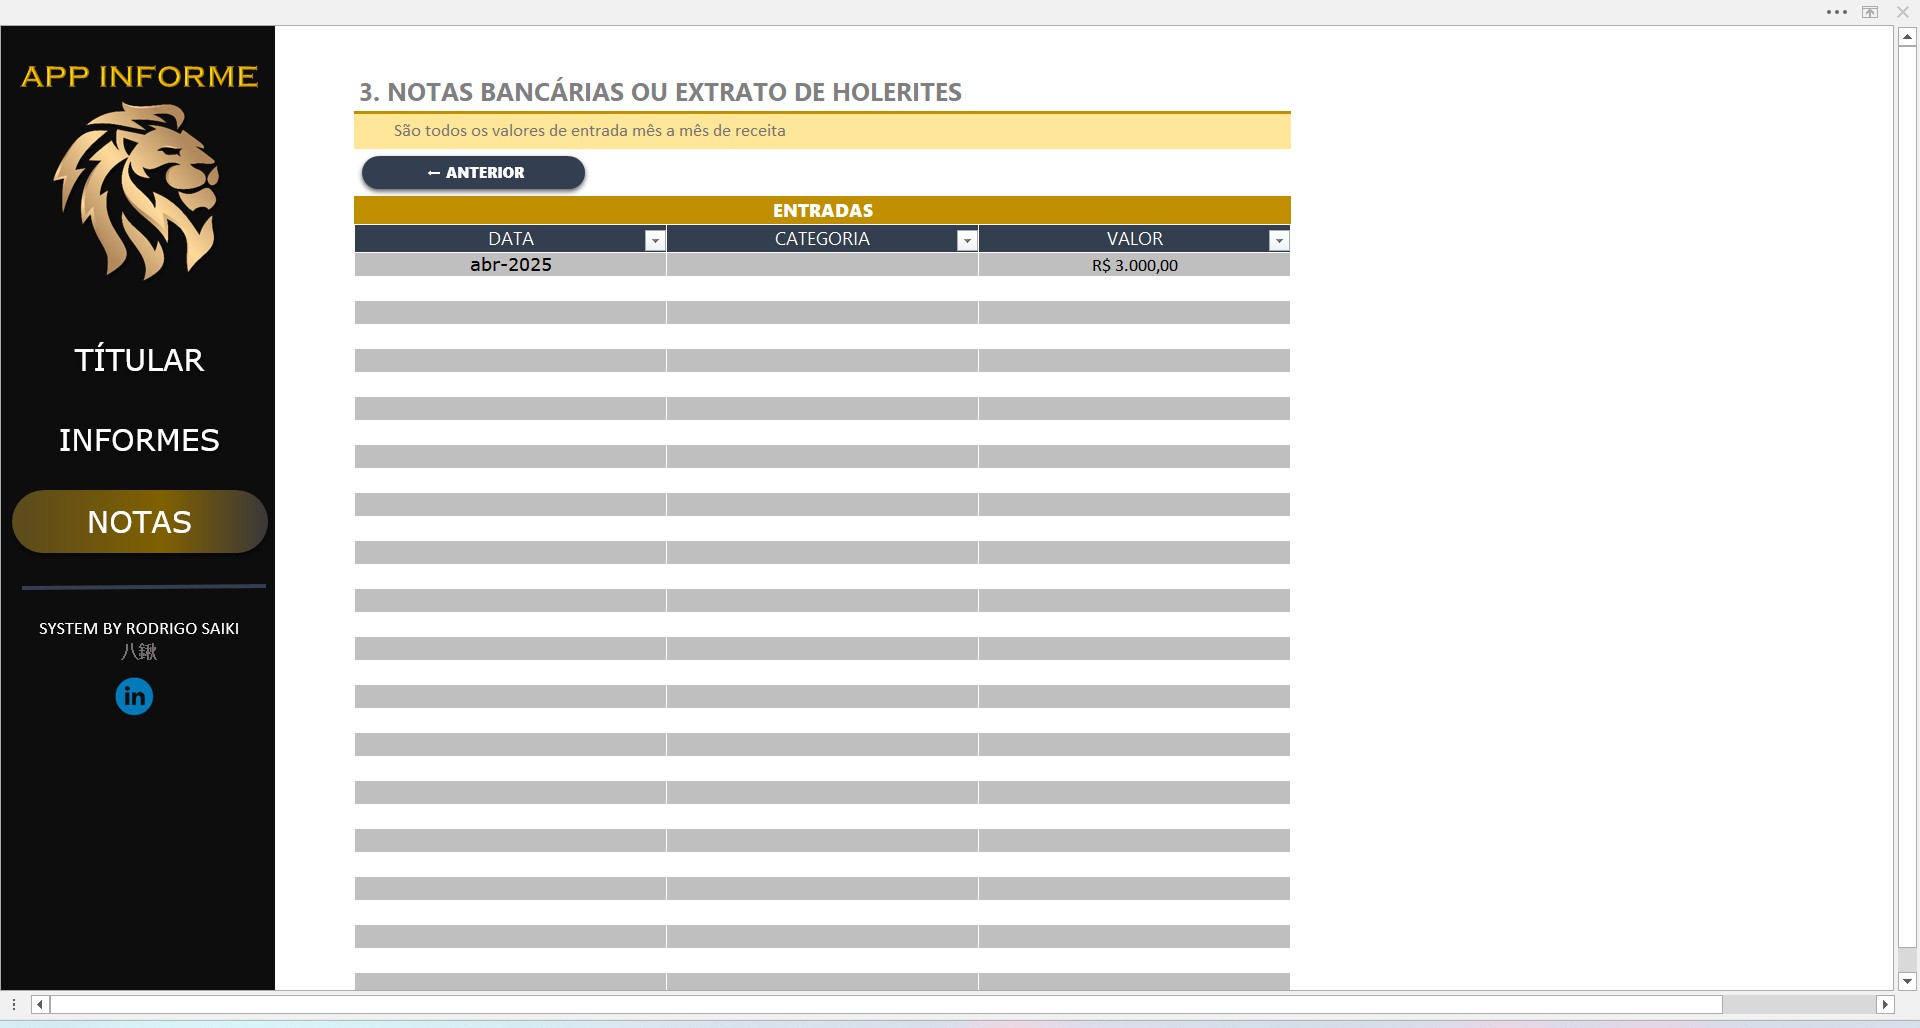 APP INFORME
TÍTULAR
INFORMES
NOTAS
SYSTEM BY RODRIGO SAIKI
八鍬
in
3. NOTAS BANCÁRIAS OU EXTRATO DE HOLERITES
São todos os valores de entrada mês a mês de receita
← ANTERIOR
ENTRADAS
DATA CATEGORIA VALOR
abr-2025 R$ 3.000,00